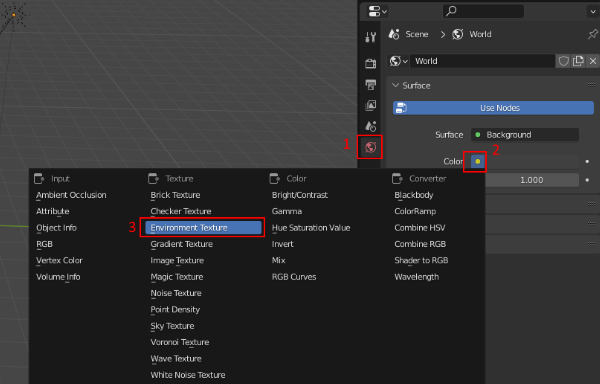 Scene > World
World
Surface
Use Nodes
Surface Background
1
2
Color
1.000
Input
Ambient Occlusion
Attribute
Object Info
RGB
Vertex Color
Volume Info
Texture
Brick Texture
Checker Texture
3
Environment Texture
Gradient Texture
Image Texture
Magic Texture
Noise Texture
Point Density
Sky Texture
Voronoi Texture
Wave Texture
White Noise Texture
Color
Bright/Contrast
Gamma
Hue Saturation Value
Invert
Mix
RGB Curves
Converter
Blackbody
ColorRamp
Combine HSV
Combine RGB
Shader to RGB
Wavelength